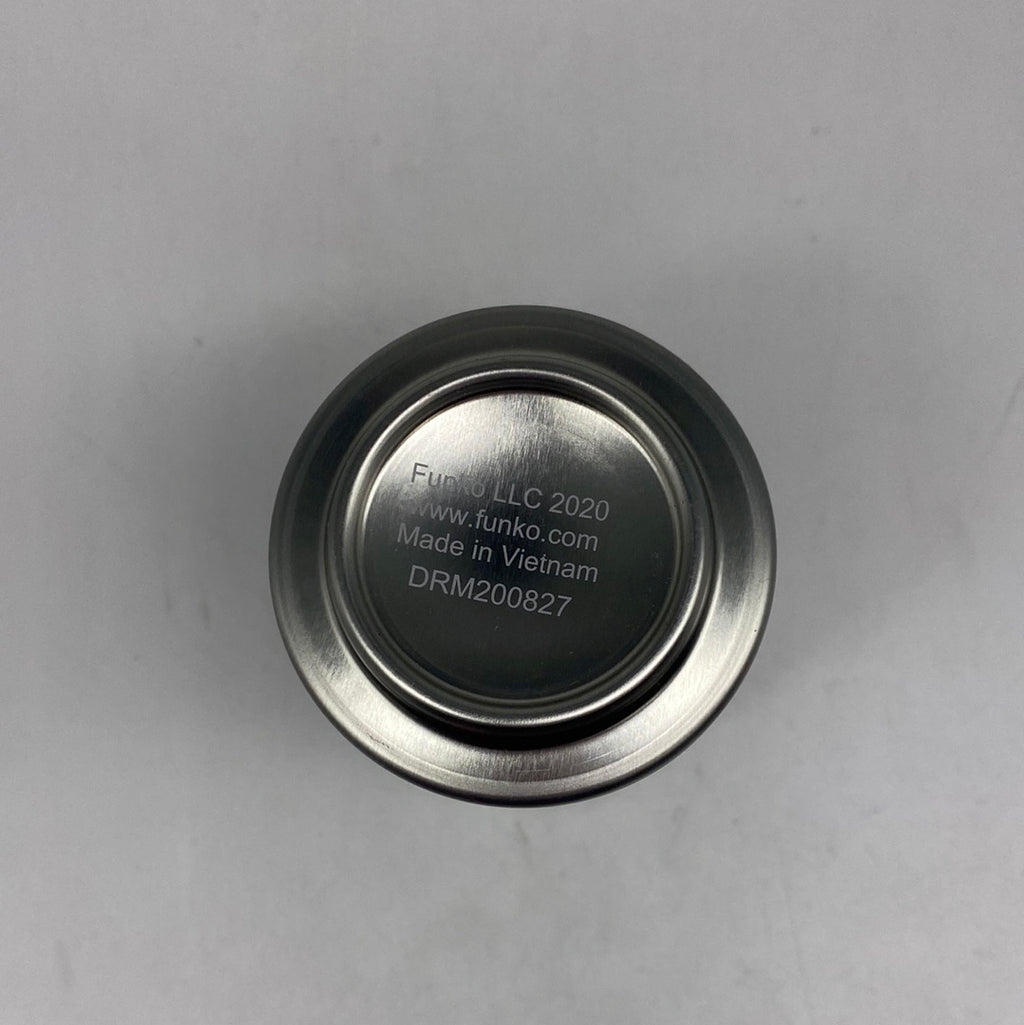 Funko LLC 2020
www.funko.com
Made in Vietnam
DRM200827